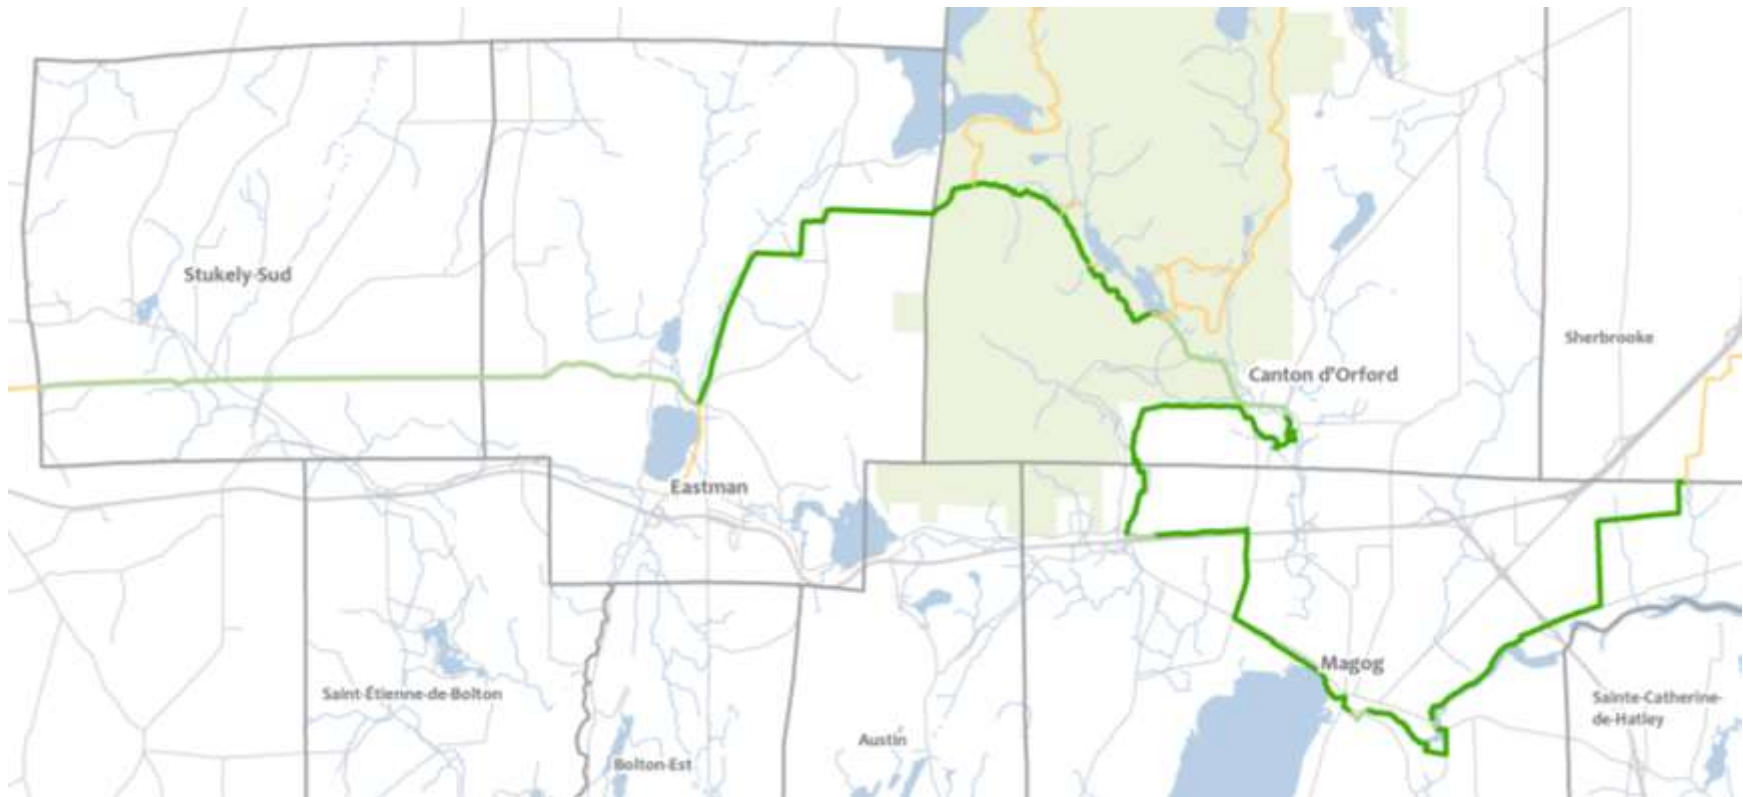 Stukely-Sud
Sherbrooke
Canton d'Orford
Eastman
Magog
Saint-Étienne-de-Bolton
Sainte-Catherine-
de-Hatley
Austin
Bolton-Est